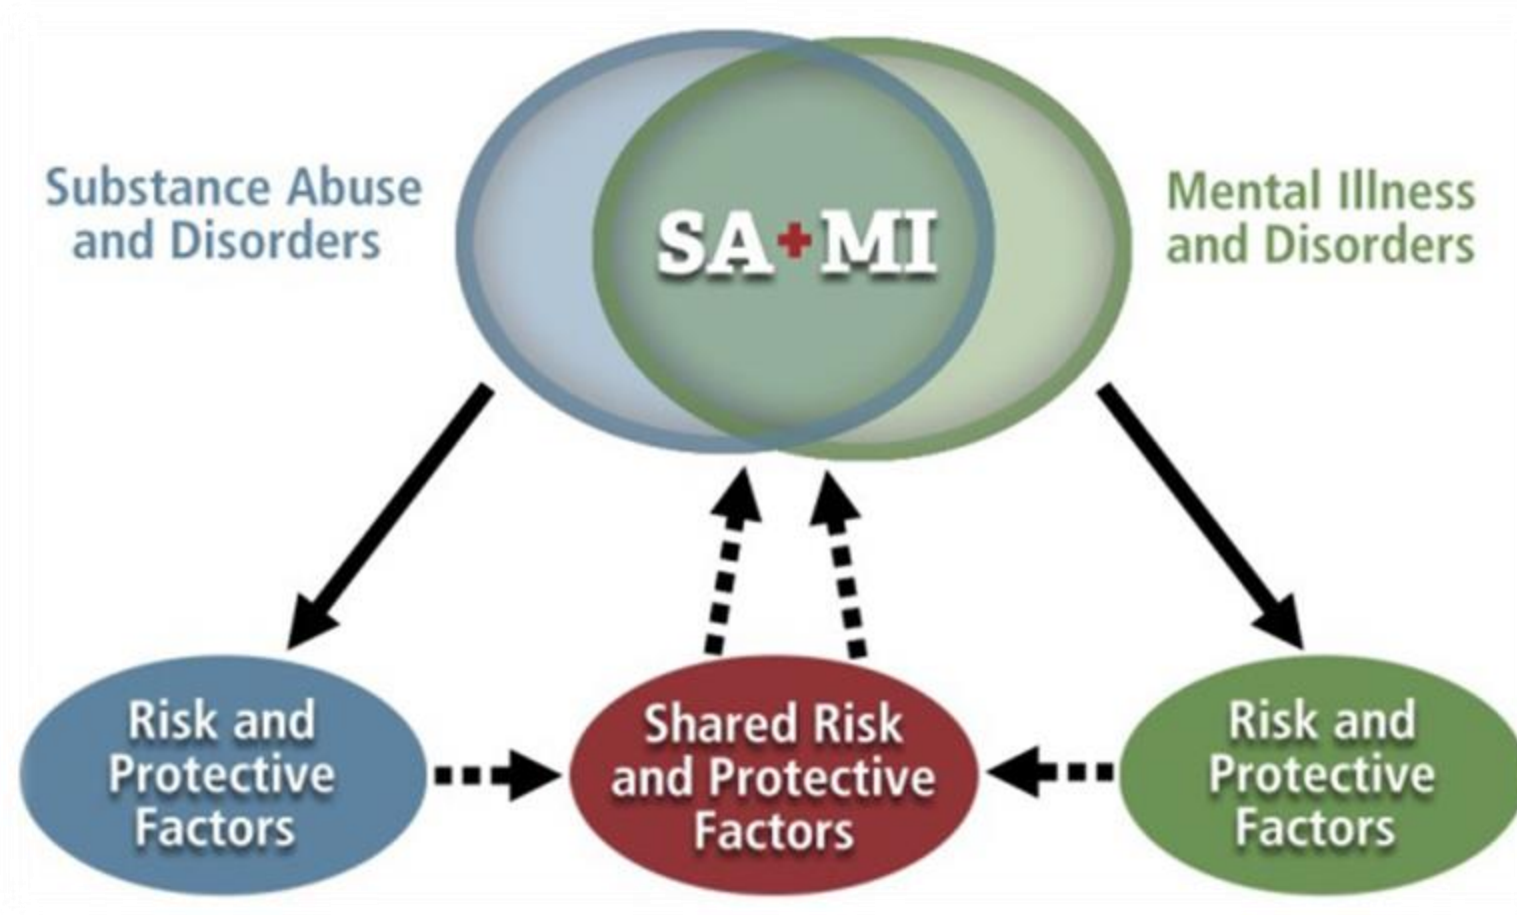 Substance Abuse
and Disorders
SA+MI
Mental Illness
and Disorders
Risk and
Protective
Factors
Shared Risk
and Protective
Factors
Risk and
Protective
Factors